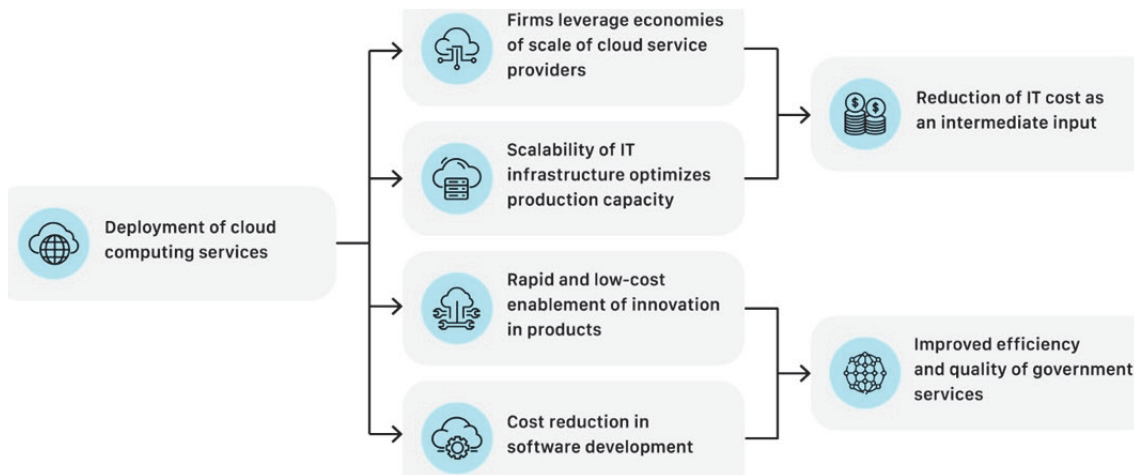 Firms leverage economies
of scale of cloud service
providers
Reduction of IT cost as
an intermediate input
Scalability of IT
infrastructure optimizes
production capacity
Deployment of cloud
computing services
Rapid and low-cost
enablement of innovation
in products
Improved efficiency
and quality of government
services
Cost reduction in
software development